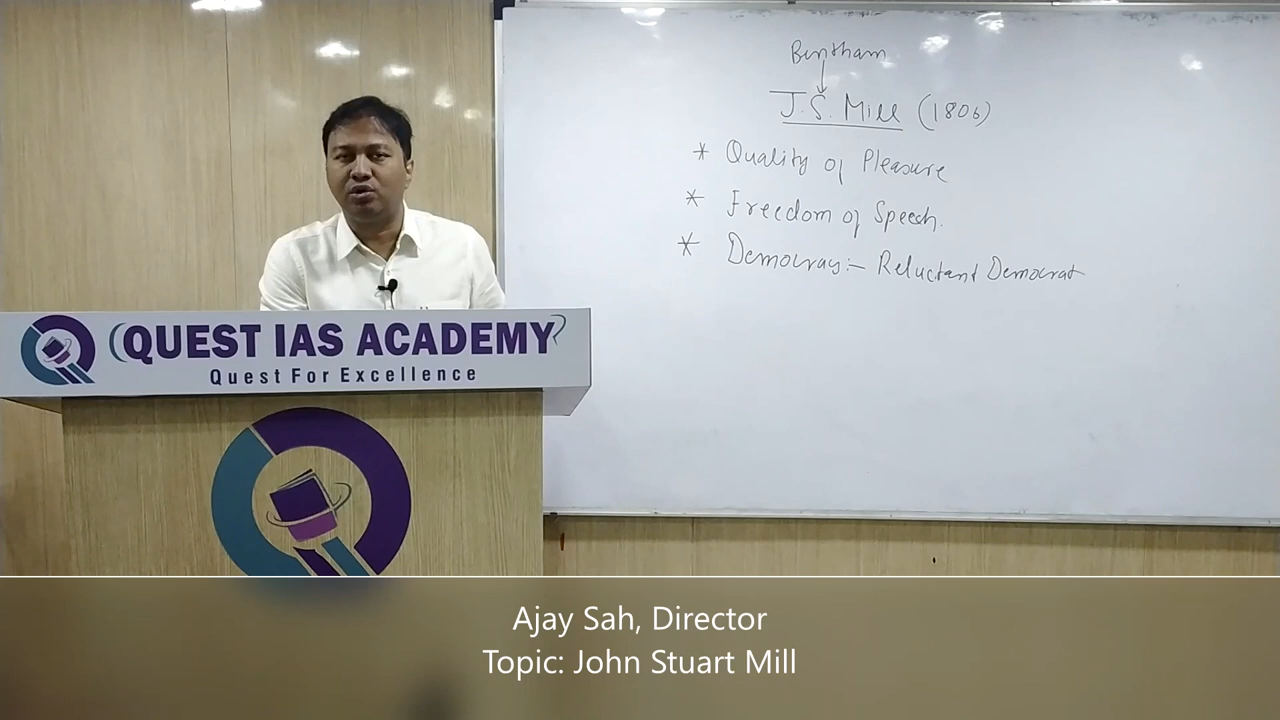 Bentham
J.S. Mill (1806)
* Quality of Pleasure
* Freedom of Speech.
* Democracy:- Reluctant Democrat
QUEST IAS ACADEMY
Quest For Excellence
Ajay Sah, Director
Topic: John Stuart Mill